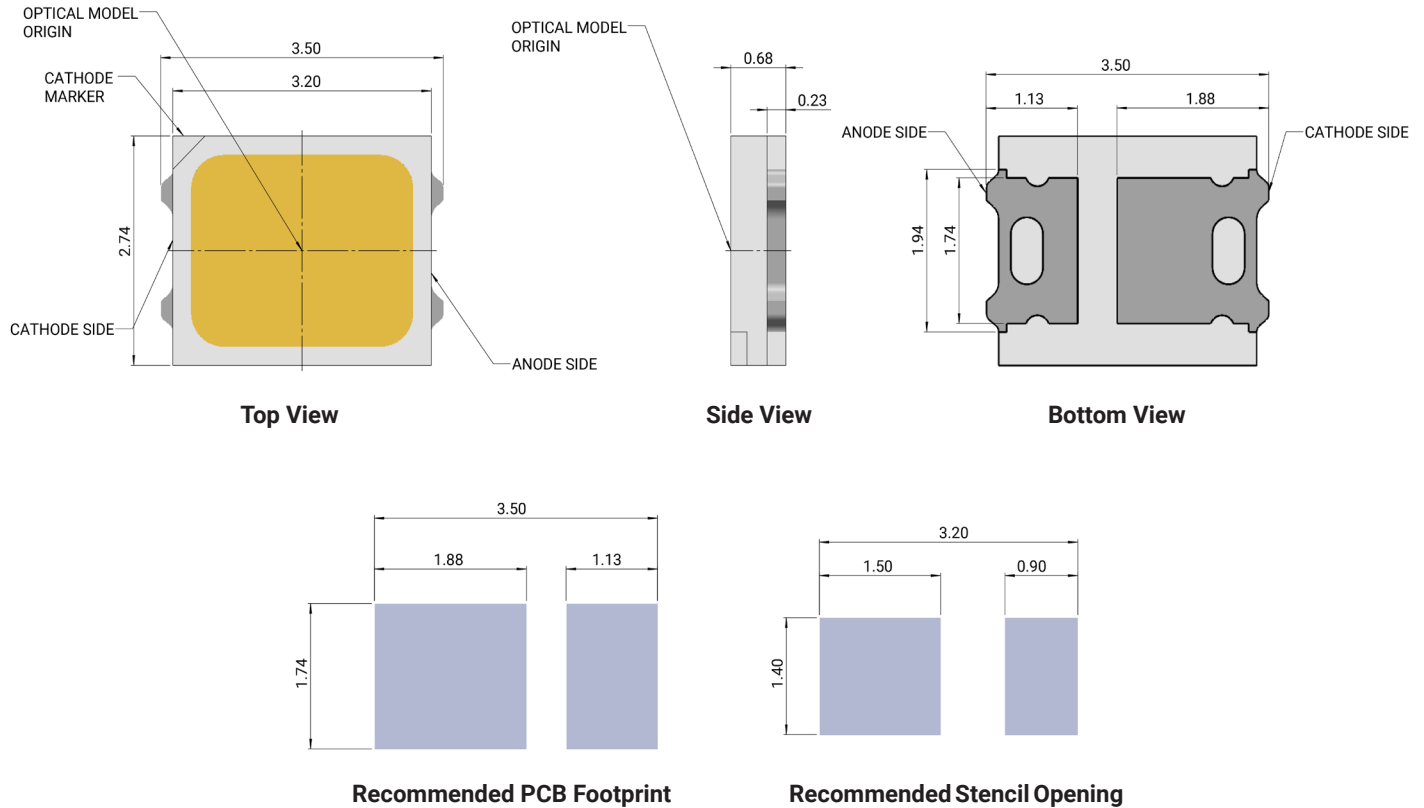 OPTICAL MODEL
ORIGIN
3.50
CATHODE
MARKER
3.20
2.74
CATHODE SIDE
ANODE SIDE
Top View
OPTICAL MODEL
ORIGIN
0.68
0.23
Side View
3.50
1.13
1.88
ANODE SIDE
CATHODE SIDE
1.94
1.74
Bottom View
3.50
1.88
1.13
1.74
Recommended PCB Footprint
3.20
1.50
0.90
1.40
Recommended Stencil Opening